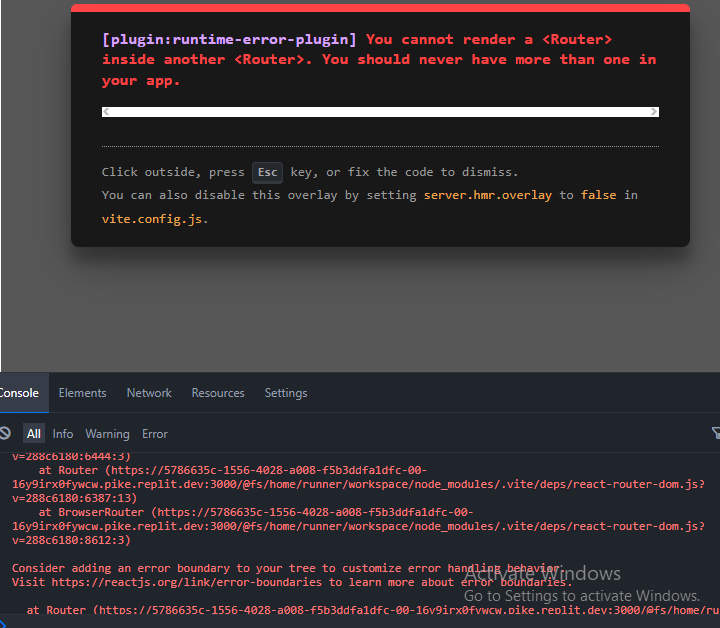 [plugin:runtime-error-plugin] You cannot render a <Router>
inside another <Router>. You should never have more than one in
your app.
Click outside, press Esc key, or fix the code to dismiss.
You can also disable this overlay by setting server.hmr.overlay to false in
vite.config.js.
Console Elements Network Resources Settings
All Info Warning Error
v=288c6180:6444:3)
at Router (https://5786635c-1556-4028-a008-f5b3ddfa1dfc-00-
16y9irx0fywcw.pike.replit.dev:3000/@fs/home/runner/workspace/node_modules/.vite/deps/react-router-dom.js?
v=288c6180:6387:13)
at BrowserRouter (https://5786635c-1556-4028-a008-f5b3ddfa1dfc-00-
16y9irx0fywcw.pike.replit.dev:3000/@fs/home/runner/workspace/node_modules/.vite/deps/react-router-dom.js?
v=288c6180:8612:3)
Consider adding an error boundary to your tree to customize error handling behavior.
Visit https://reactjs.org/link/error-boundaries to learn more about error boundaries.
Activate Windows
Go to Settings to activate Windows.
at Router (https://5786635c-1556-4028-a008-f5b3ddfa1dfc-00-16y9irx0fywcw.pike.replit.dev:3000/@fs/home/ru